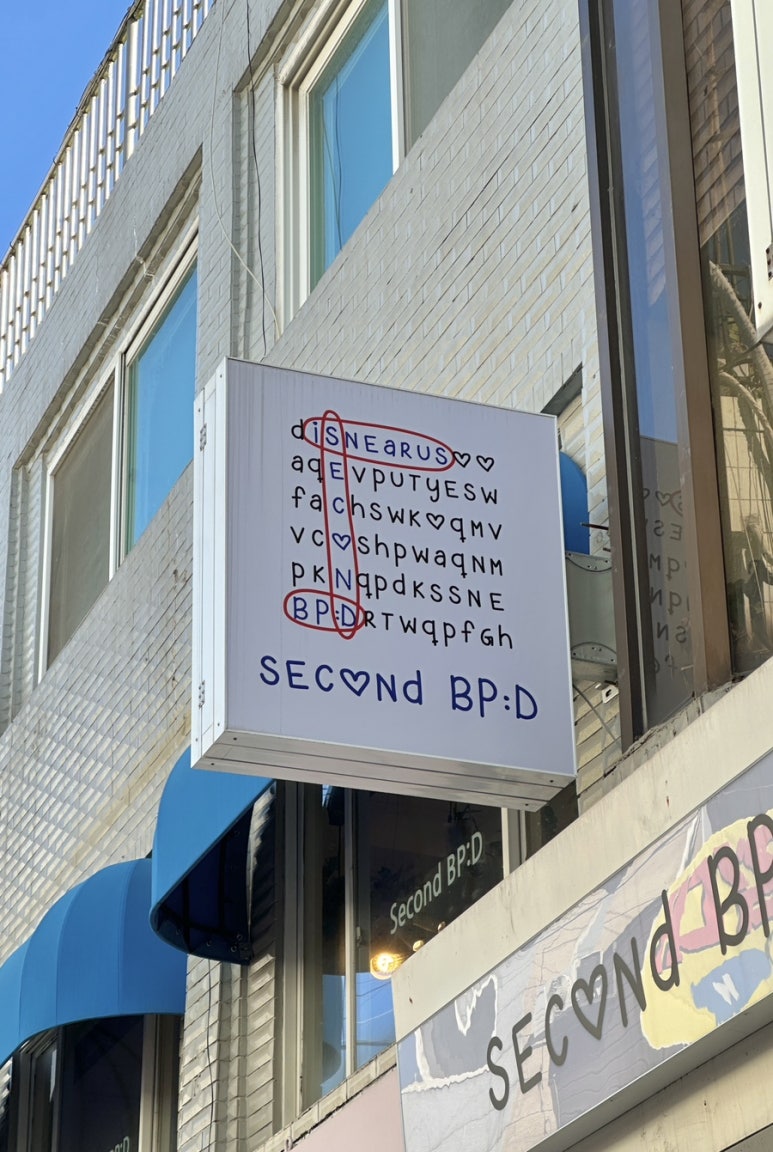 diSNEaRUS♡♡
aqEvpuTyESW
faChSWK♡qMV
vC♡ShpWaqNM
pKNqpdKSSNE
BP:DRTWqpfGh
SEC♡Nd BP:D
Second BP:D
SEC♡Nd BP